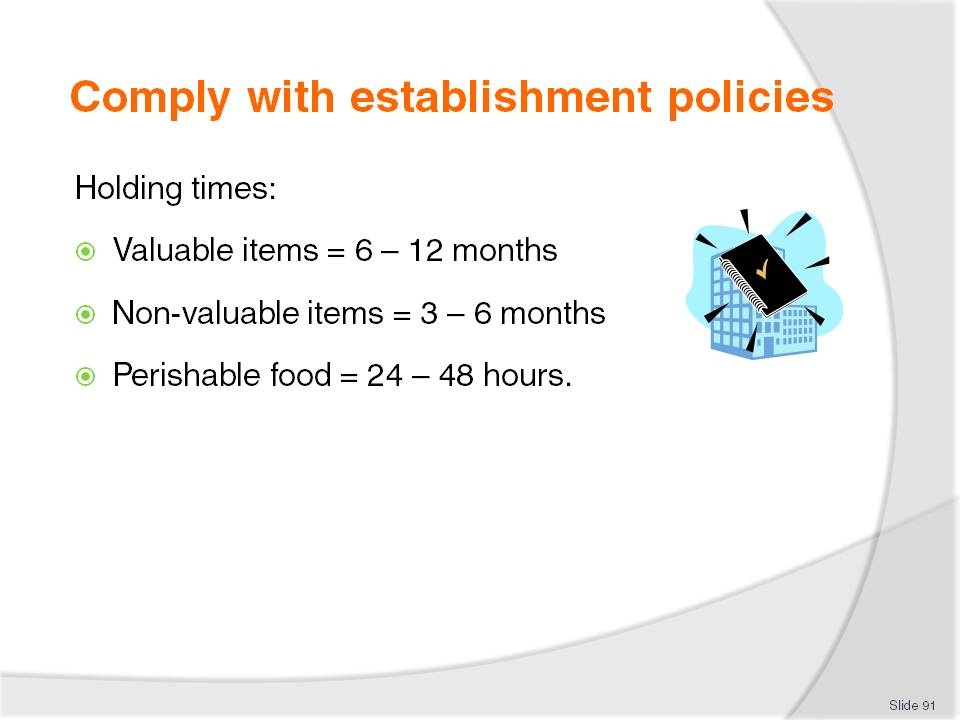 Comply with establishment policies
Holding times:
Valuable items = 6 – 12 months
Non-valuable items = 3 – 6 months
Perishable food = 24 – 48 hours.
Slide 91